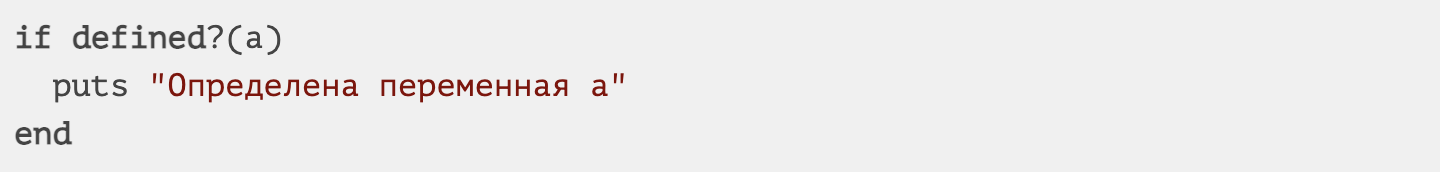 if defined?(a)
  puts "Определена переменная a"
end